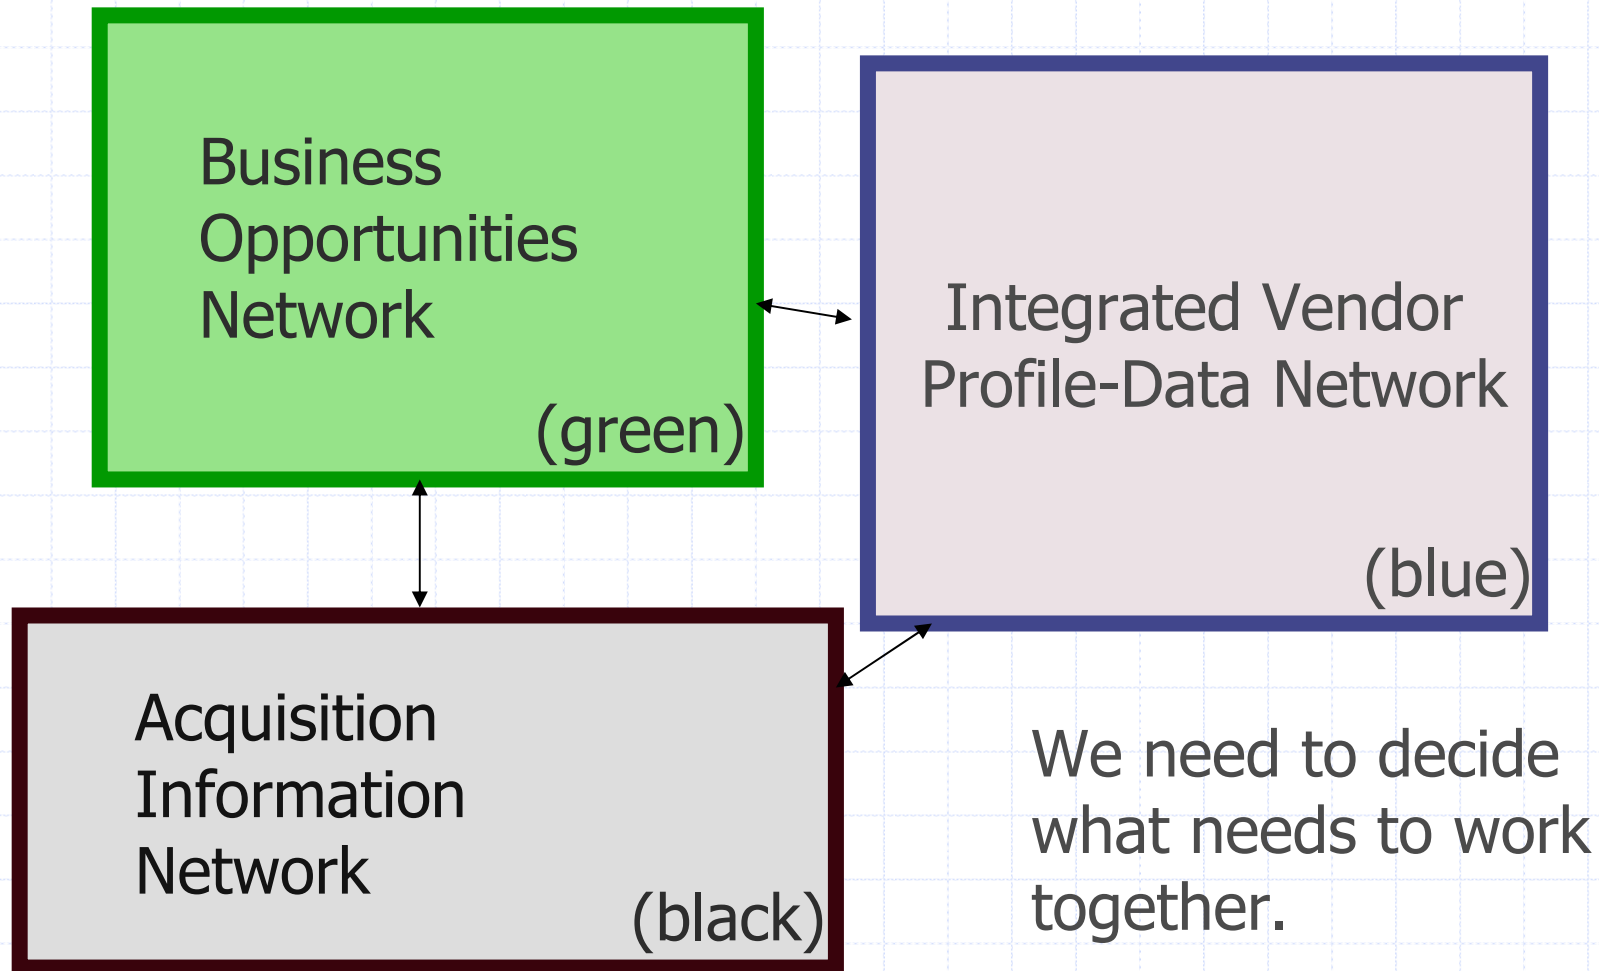 Business
Opportunities
Network
(green)
Integrated Vendor
Profile-Data Network
(blue)
Acquisition
Information
Network
(black)
We need to decide
what needs to work
together.